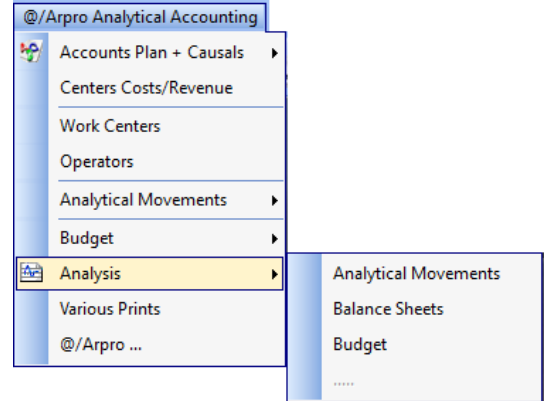 @/Arpro Analytical Accounting
Accounts Plan + Causals
Centers Costs/Revenue
Work Centers
Operators
Analytical Movements
Budget
Analysis
Various Prints
@/Arpro ...
Analytical Movements
Balance Sheets
Budget
.....